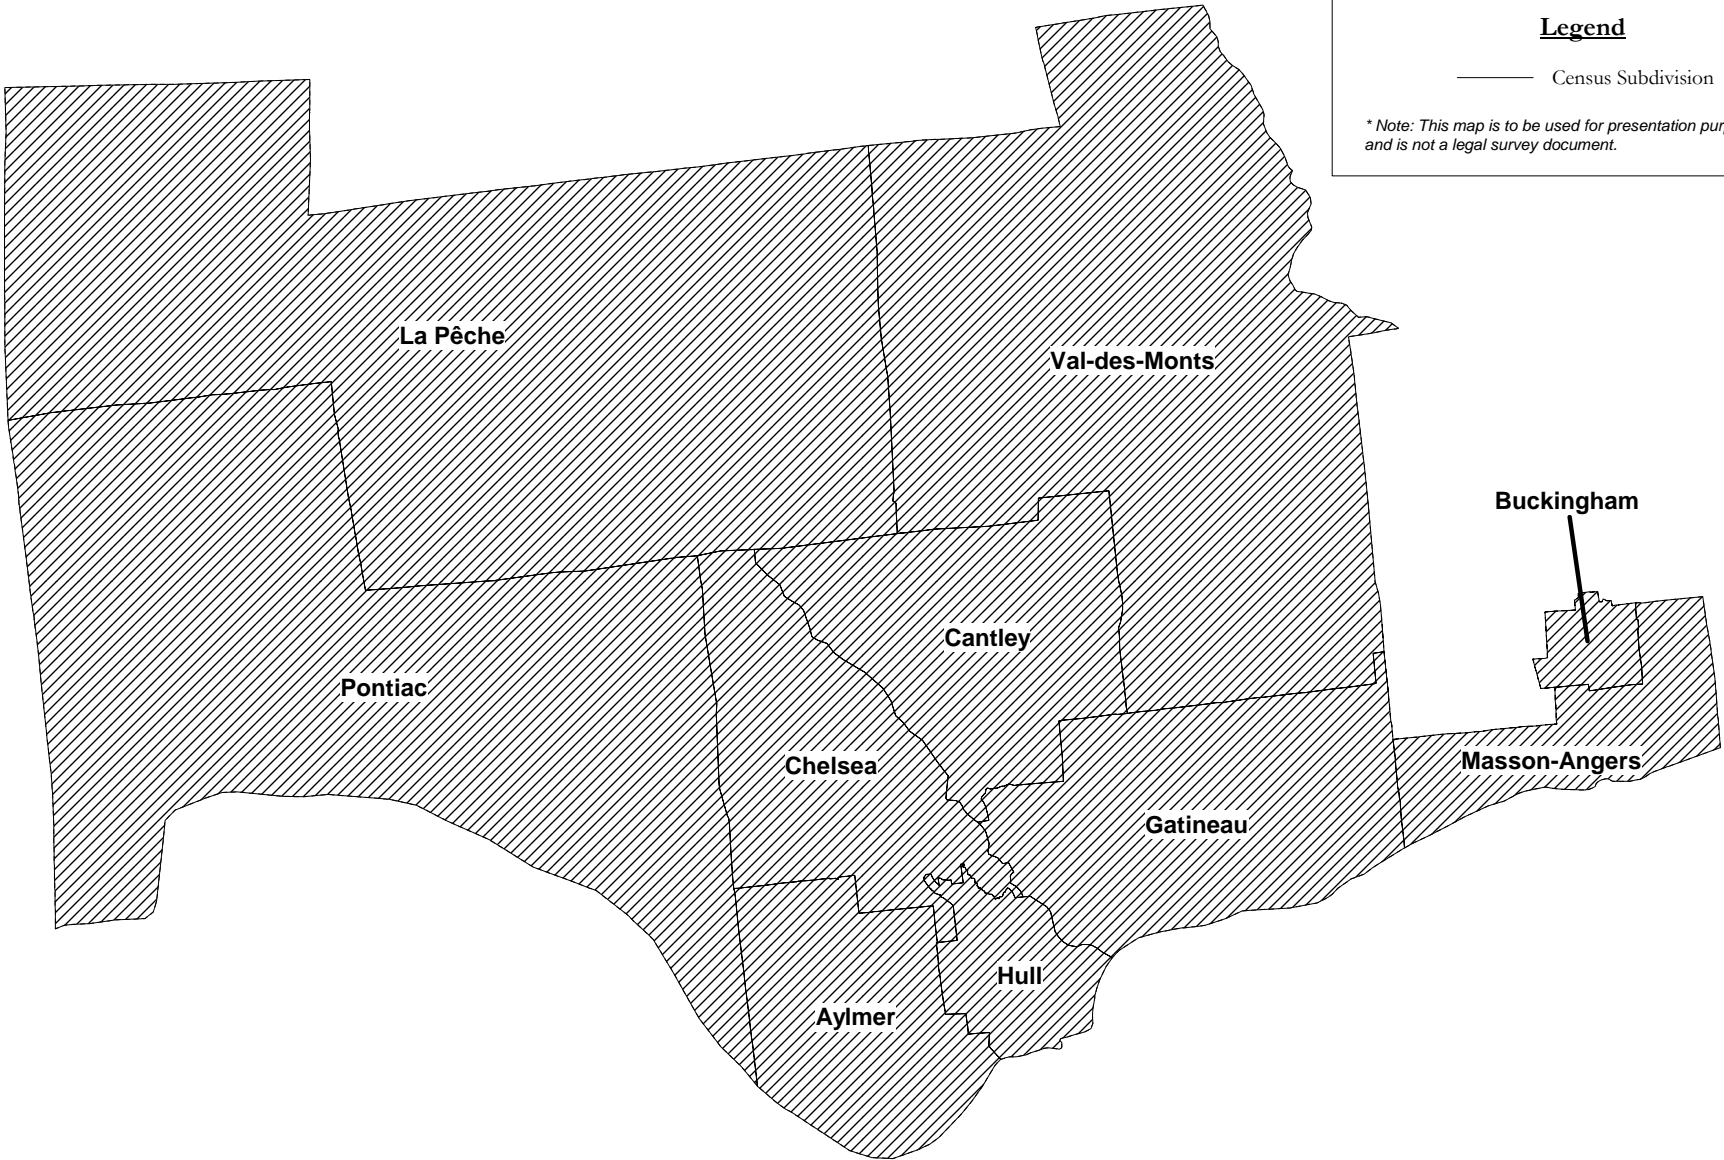 Legend
Census Subdivision
* Note: This map is to be used for presentation
and is not a legal survey document.
La Pêche
Val-des-Monts
Buckingham
Cantley
Pontiac
Chelsea
Masson-Angers
Gatineau
Hull
Aylmer